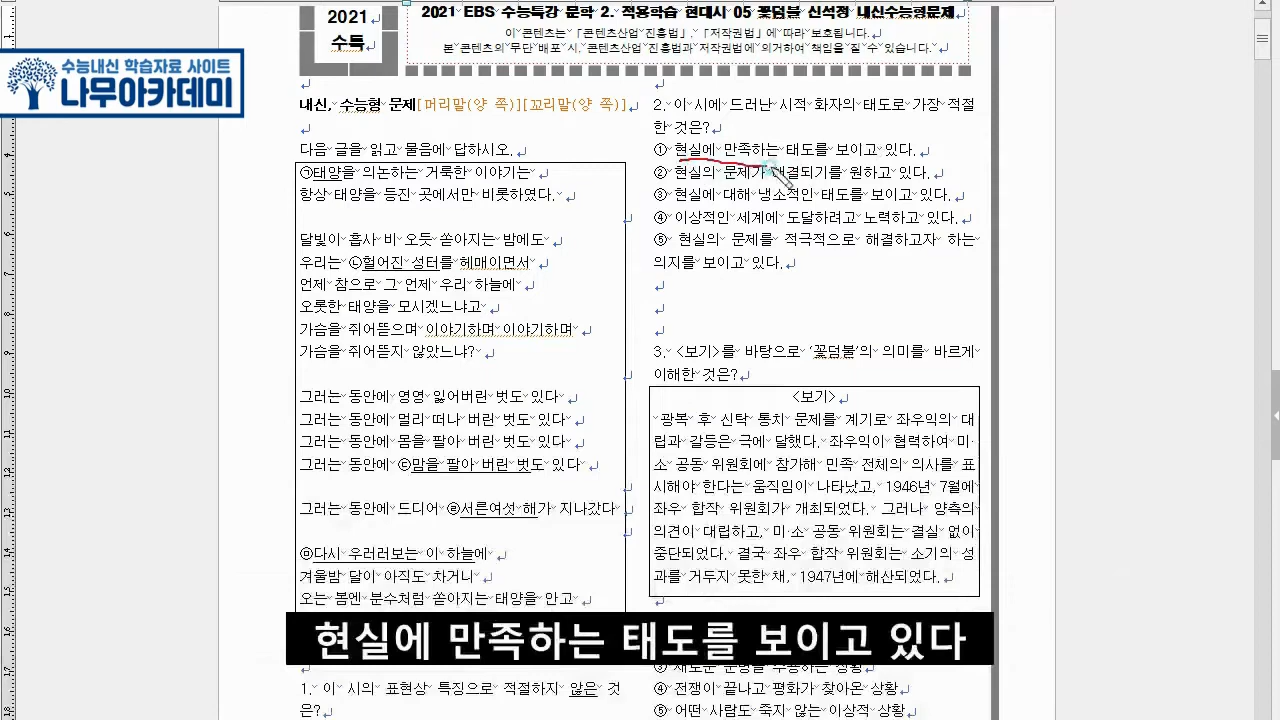 2021
수특
2021 EBS 수능특강 문학 2. 적용학습 현대시 05 꽃덤불 신석정 내신수능형문제
이 콘텐츠는 「콘텐츠산업 진흥법」, 「저작권법」에 따라 보호됩니다.
본 콘텐츠의 무단 배포 시, 콘텐츠산업 진흥법과 저작권법에 의거하여 책임을 질 수 있습니다.
수능내신 학습자료 사이트
나무아카데미
내신, 수능형 문제[머리말(양 쪽)][꼬리말(양 쪽)]
다음 글을 읽고 물음에 답하시오.
㉠태양을 의논하는 거룩한 이야기는
항상 태양을 등진 곳에서만 비롯하였다.
달빛이 흡사 비 오듯 쏟아지는 밤에도
우리는 ㉡헐어진 성터를 헤매이면서
언제 참으로 그 언제 우리 하늘에
오롯한 태양을 모시겠느냐고
가슴을 쥐어뜯으며 이야기하며 이야기하며
가슴을 쥐어뜯지 않았느냐?
그러는 동안에 영영 잃어버린 벗도 있다
그러는 동안에 멀리 떠나 버린 벗도 있다
그러는 동안에 몸을 팔아 버린 벗도 있다
그러는 동안에 ㉢맘을 팔아 버린 벗도 있다
그러는 동안에 드디어 ㉣서른여섯 해가 지나갔다
㉤다시 우러러보는 이 하늘에
겨울밤 달이 아직도 차거니
오는 봄엔 분수처럼 쏟아지는 태양을 안고
1. 이 시의 표현상 특징으로 적절하지 않은 것
은?
2. 이 시에 드러난 시적 화자의 태도로 가장 적절
한 것은?
① 현실에 만족하는 태도를 보이고 있다.
② 현실의 문제가 해결되기를 원하고 있다.
③ 현실에 대해 냉소적인 태도를 보이고 있다.
④ 이상적인 세계에 도달하려고 노력하고 있다.
⑤ 현실의 문제를 적극적으로 해결하고자 하는
의지를 보이고 있다.
3. <보기>를 바탕으로 '꽃덤불'의 의미를 바르게
이해한 것은?
<보기>
광복 후 신탁 통치 문제를 계기로 좌우익의 대
립과 갈등은 극에 달했다. 좌우익이 협력하여 미·
소 공동 위원회에 참가해 민족 전체의 의사를 표
시해야 한다는 움직임이 나타났고, 1946년 7월에
좌우 합작 위원회가 개최되었다. 그러나 양측의
의견이 대립하고, 미·소 공동 위원회는 결실 없이
중단되었다. 결국 좌우 합작 위원회는 소기의 성
과를 거두지 못한 채, 1947년에 해산되었다.
③ 새로운 문명을 수용하는 상황
④ 전쟁이 끝나고 평화가 찾아온 상황
⑤ 어떤 사람도 죽지 않는 이상적 상황
현실에 만족하는 태도를 보이고 있다